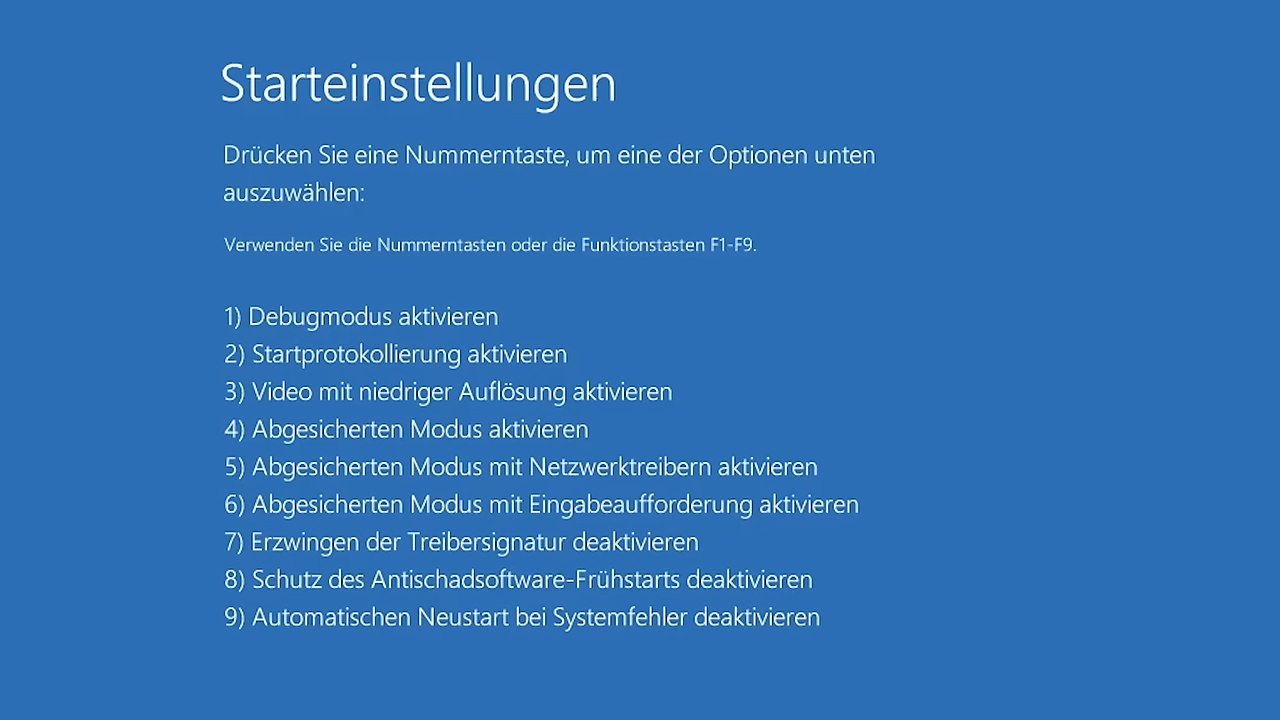 Starteinstellungen
Drücken Sie eine Nummerntaste, um eine der Optionen unten
auszuwählen:
Verwenden Sie die Nummerntasten oder die Funktionstasten F1-F9.
1) Debugmodus aktivieren
2) Startprotokollierung aktivieren
3) Video mit niedriger Auflösung aktivieren
4) Abgesicherten Modus aktivieren
5) Abgesicherten Modus mit Netzwerktreibern aktivieren
6) Abgesicherten Modus mit Eingabeaufforderung aktivieren
7) Erzwingen der Treibersignatur deaktivieren
8) Schutz des Antischadsoftware-Frühstarts deaktivieren
9) Automatischen Neustart bei Systemfehler deaktivieren